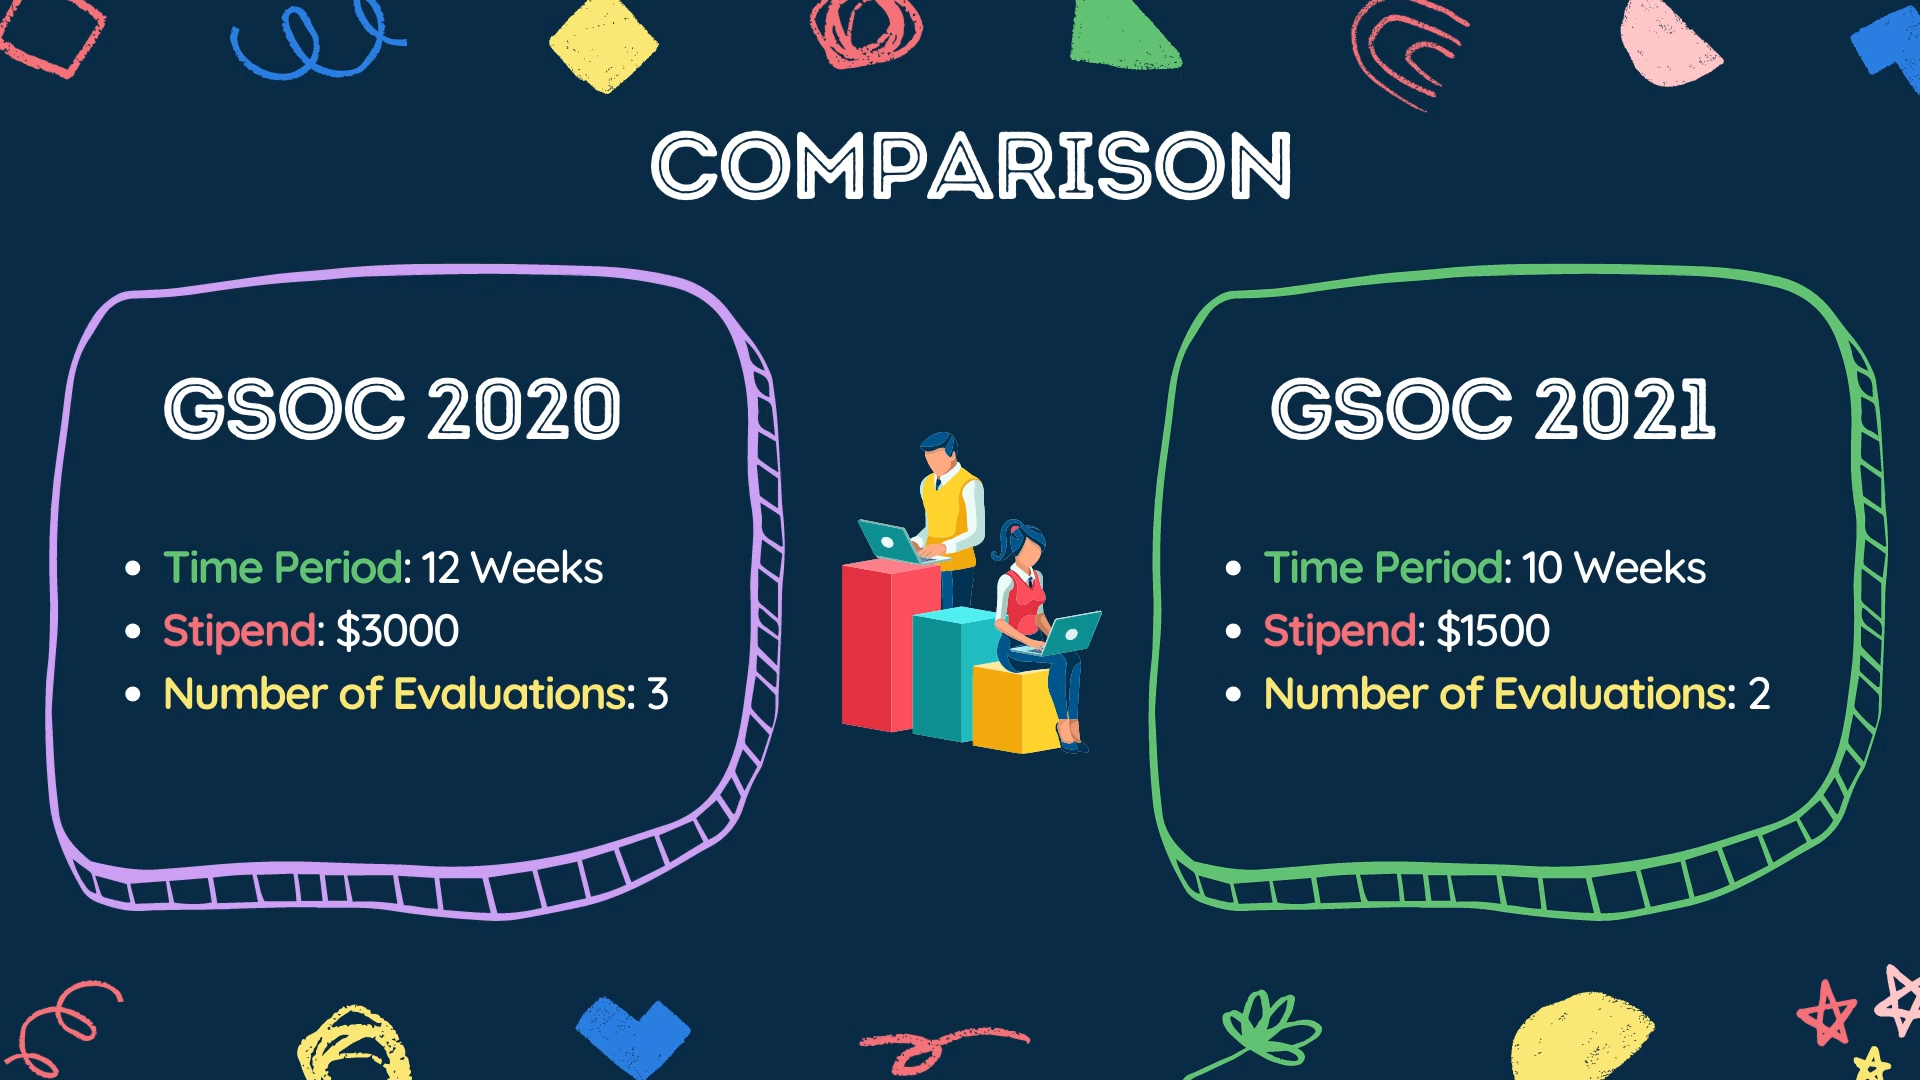 COMPARISON
GSOC 2020
• Time Period: 12 Weeks
• Stipend: $3000
• Number of Evaluations: 3
GSOC 2021
• Time Period: 10 Weeks
• Stipend: $1500
• Number of Evaluations: 2